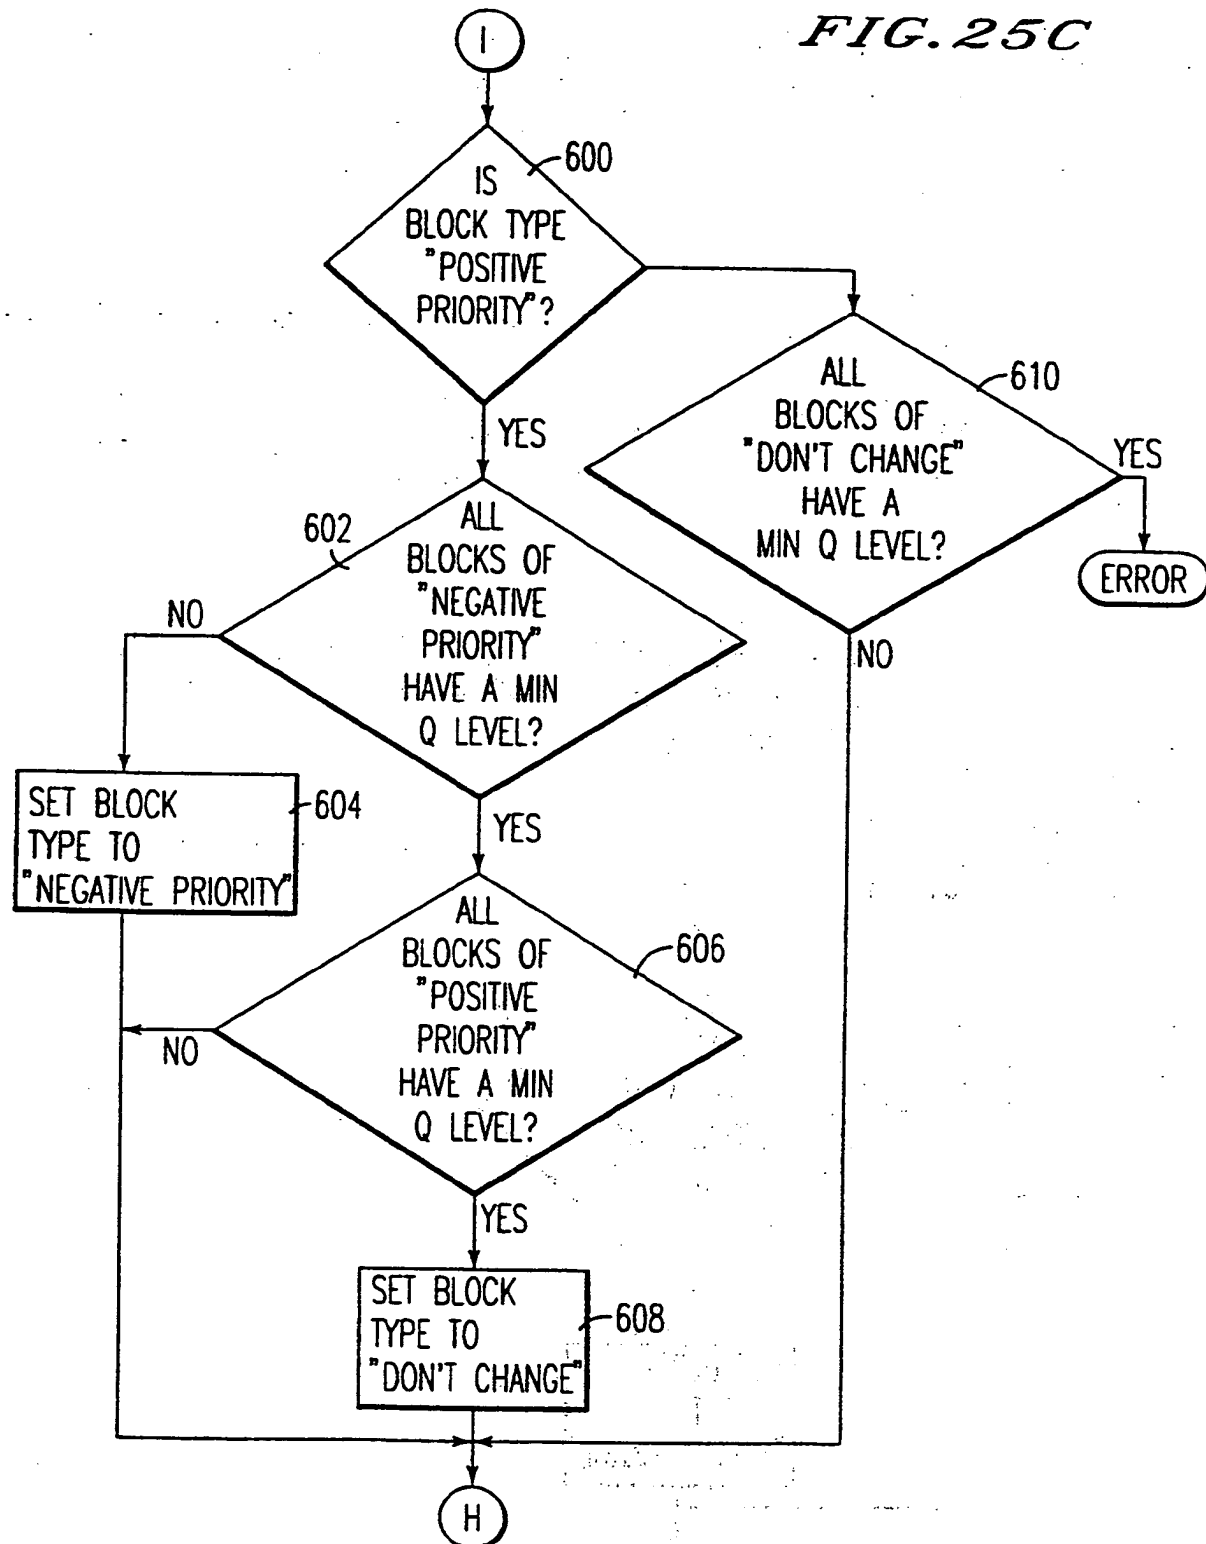 FIG. 25C
I
600
IS
BLOCK TYPE
"POSITIVE
PRIORITY"?
YES
610
ALL
BLOCKS OF
"DON'T CHANGE"
HAVE A
MIN Q LEVEL?
YES
ERROR
NO
602
ALL
BLOCKS OF
"NEGATIVE
PRIORITY"
HAVE A MIN
Q LEVEL?
NO
YES
604
SET BLOCK
TYPE TO
"NEGATIVE PRIORITY"
606
ALL
BLOCKS OF
"POSITIVE
PRIORITY"
HAVE A MIN
Q LEVEL?
NO
YES
608
SET BLOCK
TYPE TO
"DON'T CHANGE"
H